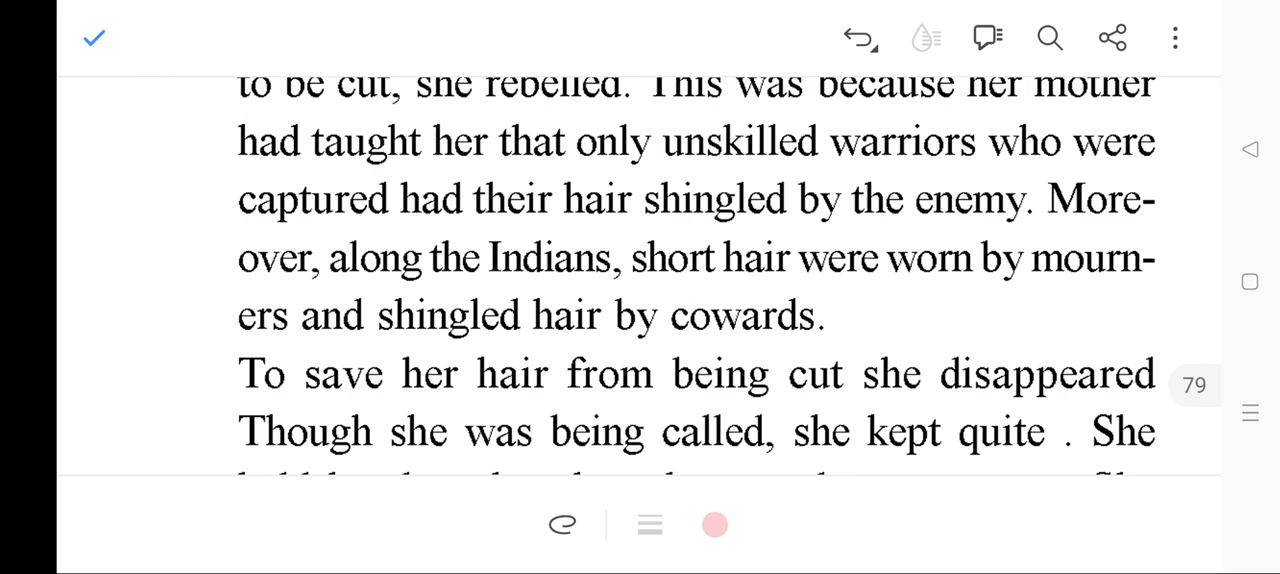 to be cut, she rebelled. This was because her mother
had taught her that only unskilled warriors who were
captured had their hair shingled by the enemy. More-
over, along the Indians, short hair were worn by mourn-
ers and shingled hair by cowards.
To save her hair from being cut she disappeared
79
Though she was being called, she kept quite . She